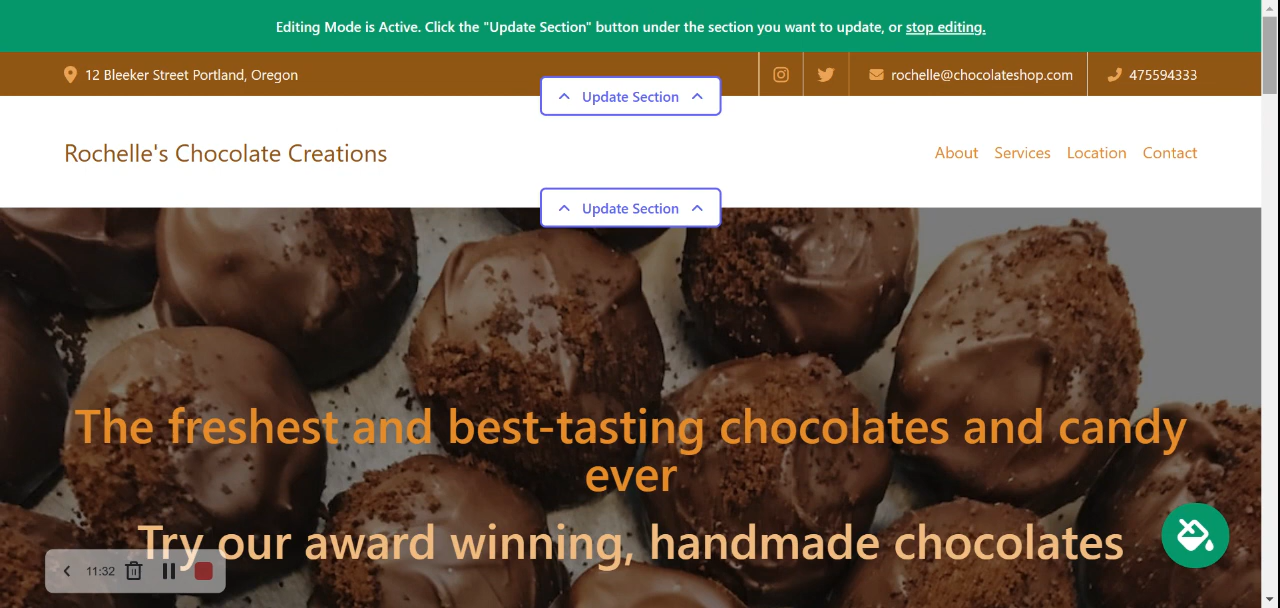 Editing Mode is Active. Click the "Update Section" button under the section you want to update, or stop editing.
12 Bleeker Street Portland, Oregon
rochelle@chocolateshop.com
475594333
Update Section
Rochelle's Chocolate Creations
About Services Location Contact
Update Section
The freshest and best-tasting chocolates and candy
ever
Try our award winning, handmade chocolates
11:32